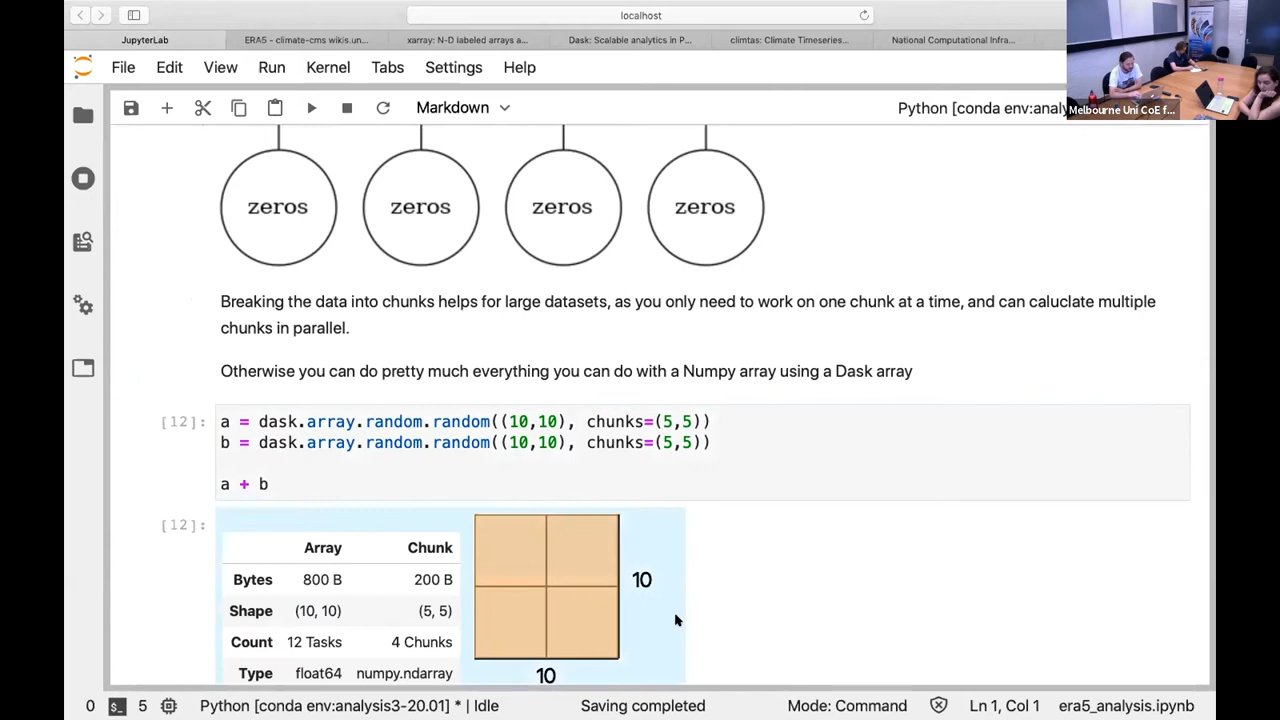 localhost
JupyterLab
ERA5 - climate-cms wikis.un...
xarray: N-D labeled arrays a...
Dask: Scalable analytics in P...
climtas: Climate Timeseries...
National Computational Infra...
File Edit View Run Kernel Tabs Settings Help
Melbourne Uni CoE f...
Markdown
Python [conda env:analy
zeros zeros zeros zeros
Breaking the data into chunks helps for large datasets, as you only need to work on one chunk at a time, and can caluclate multiple
chunks in parallel.
Otherwise you can do pretty much everything you can do with a Numpy array using a Dask array
[12]: a = dask.array.random.random((10,10), chunks=(5,5))
b = dask.array.random.random((10,10), chunks=(5,5))
a + b
[12]:
Array Chunk
Bytes 800 B 200 B
Shape (10, 10) (5, 5)
Count 12 Tasks 4 Chunks
Type float64 numpy.ndarray
10
10
0 $_ 5 Python [conda env:analysis3-20.01] * | Idle Saving completed Mode: Command Ln 1, Col 1 era5_analysis.ipynb